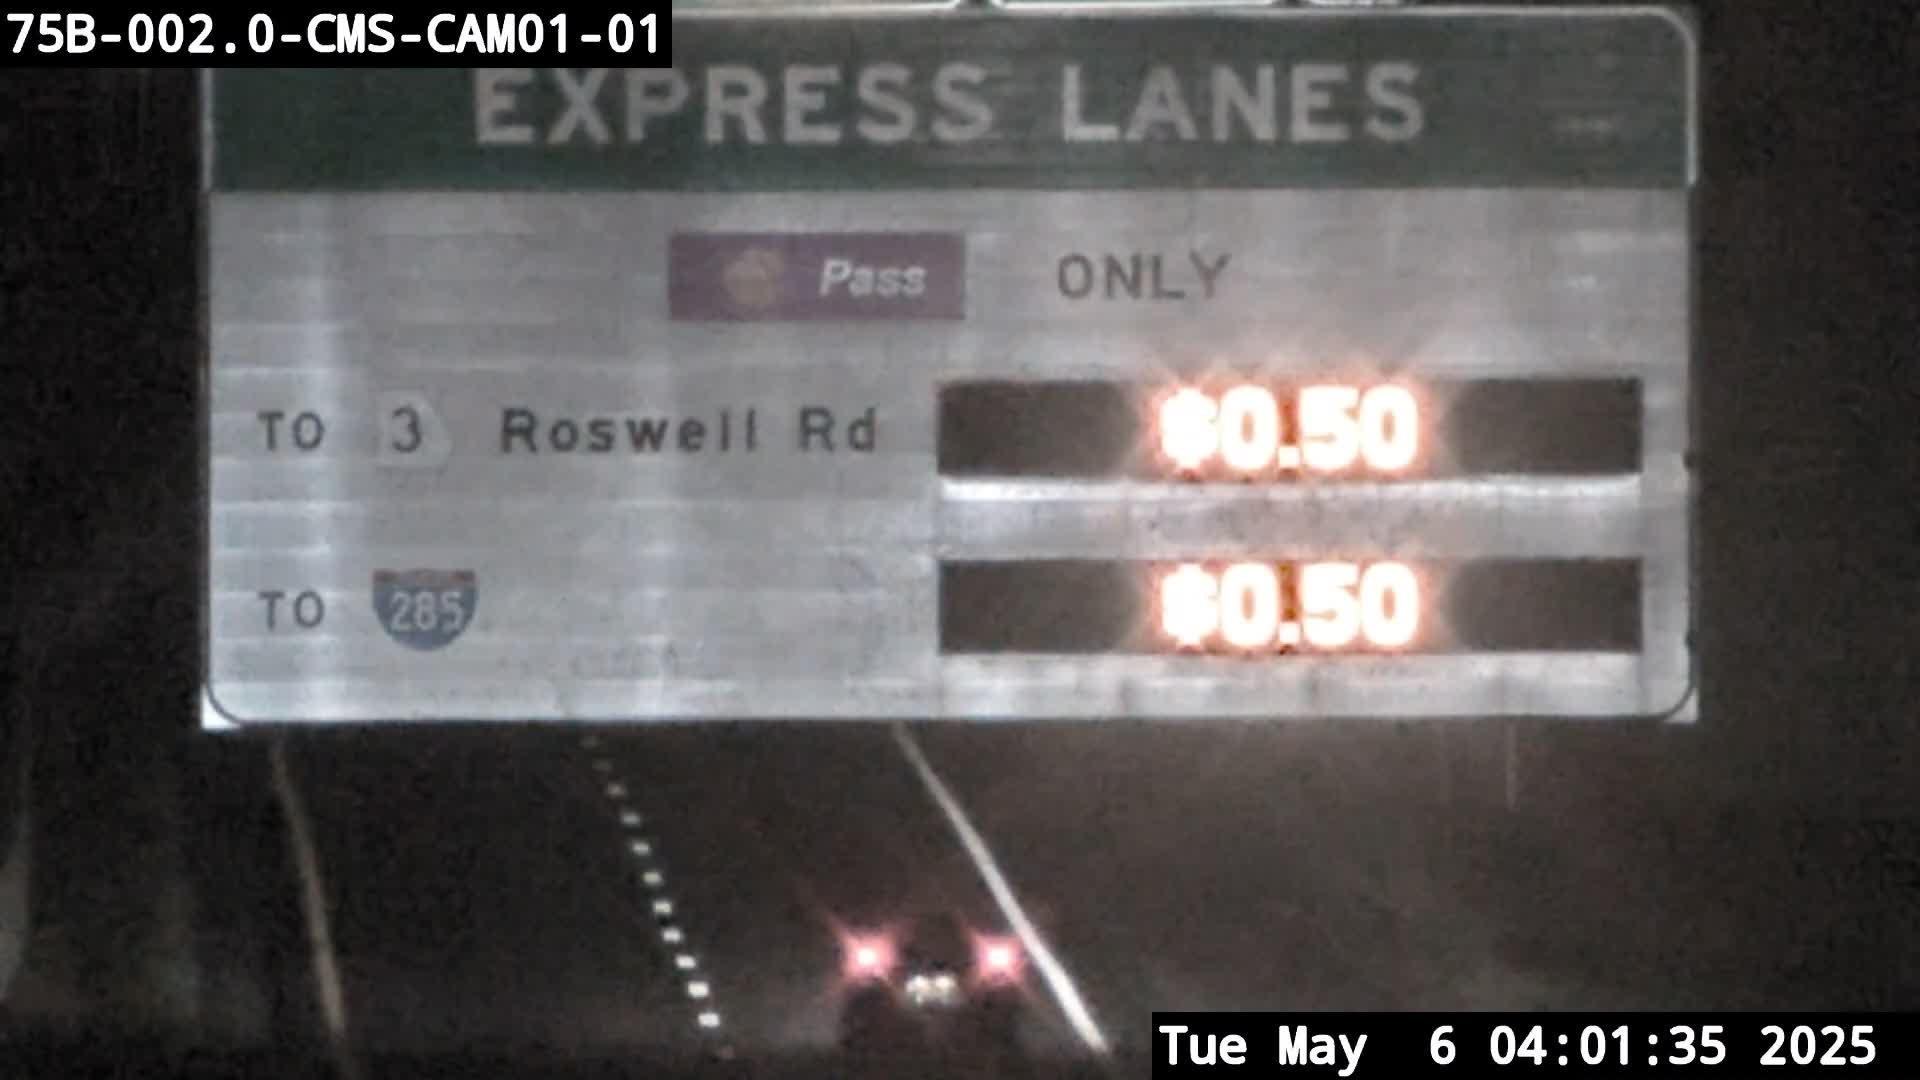 75B-002.0-CMS-CAM01-01
EXPRESS LANES
Pass ONLY
TO 3 Roswell Rd $0.50
TO 285 $0.50
Tue May 6 04:01:35 2025